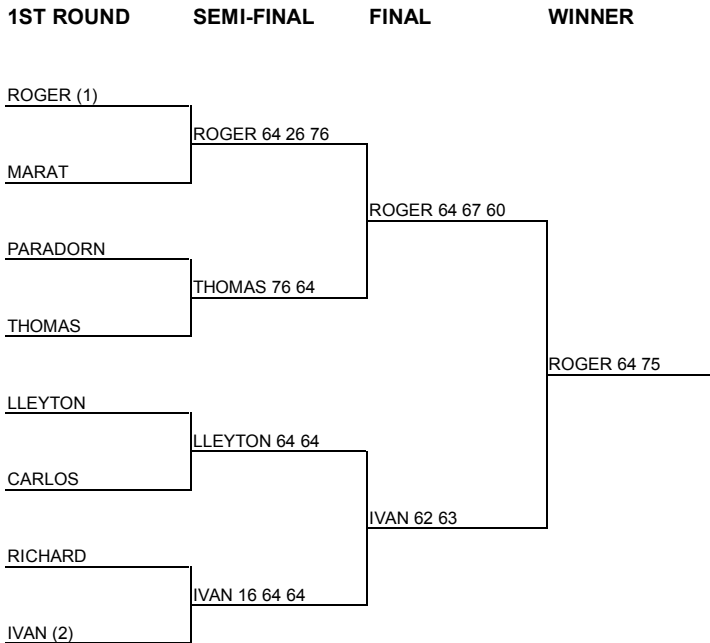 1ST ROUND SEMI-FINAL FINAL WINNER
ROGER (1)
ROGER 64 26 76
MARAT
ROGER 64 67 60
PARADORN
THOMAS 76 64
THOMAS
ROGER 64 75
LLEYTON
LLEYTON 64 64
CARLOS
IVAN 62 63
RICHARD
IVAN 16 64 64
IVAN (2)